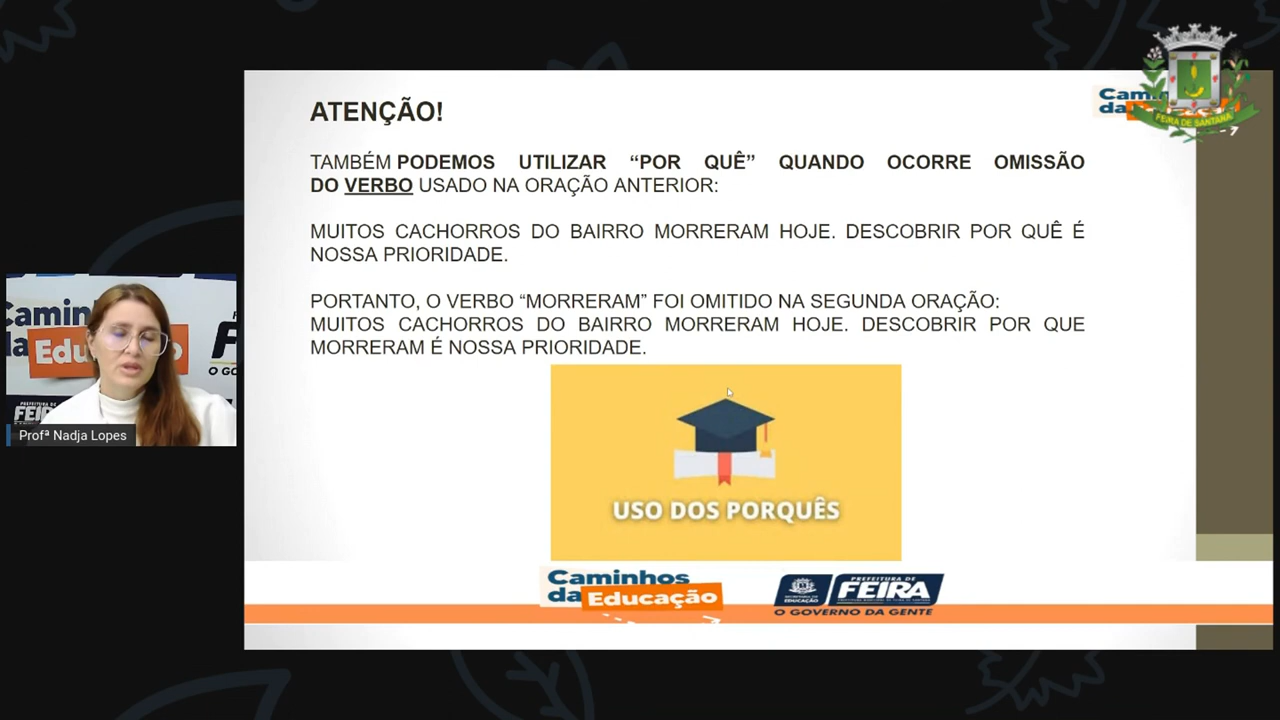 ATENÇÃO!
TAMBÉM PODEMOS UTILIZAR “POR QUÊ” QUANDO OCORRE OMISSÃO
DO VERBO USADO NA ORAÇÃO ANTERIOR:
MUITOS CACHORROS DO BAIRRO MORRERAM HOJE. DESCOBRIR POR QUÊ É
NOSSA PRIORIDADE.
PORTANTO, O VERBO “MORRERAM” FOI OMITIDO NA SEGUNDA ORAÇÃO:
MUITOS CACHORROS DO BAIRRO MORRERAM HOJE. DESCOBRIR POR QUE
MORRERAM É NOSSA PRIORIDADE.
USO DOS PORQUÊS
Caminhos
da Educação
SECRETARIA DE
EDUCAÇÃO
PREFEITURA DE
FEIRA
O GOVERNO DA GENTE
FEIRA DE SANTANA
Profª Nadja Lopes